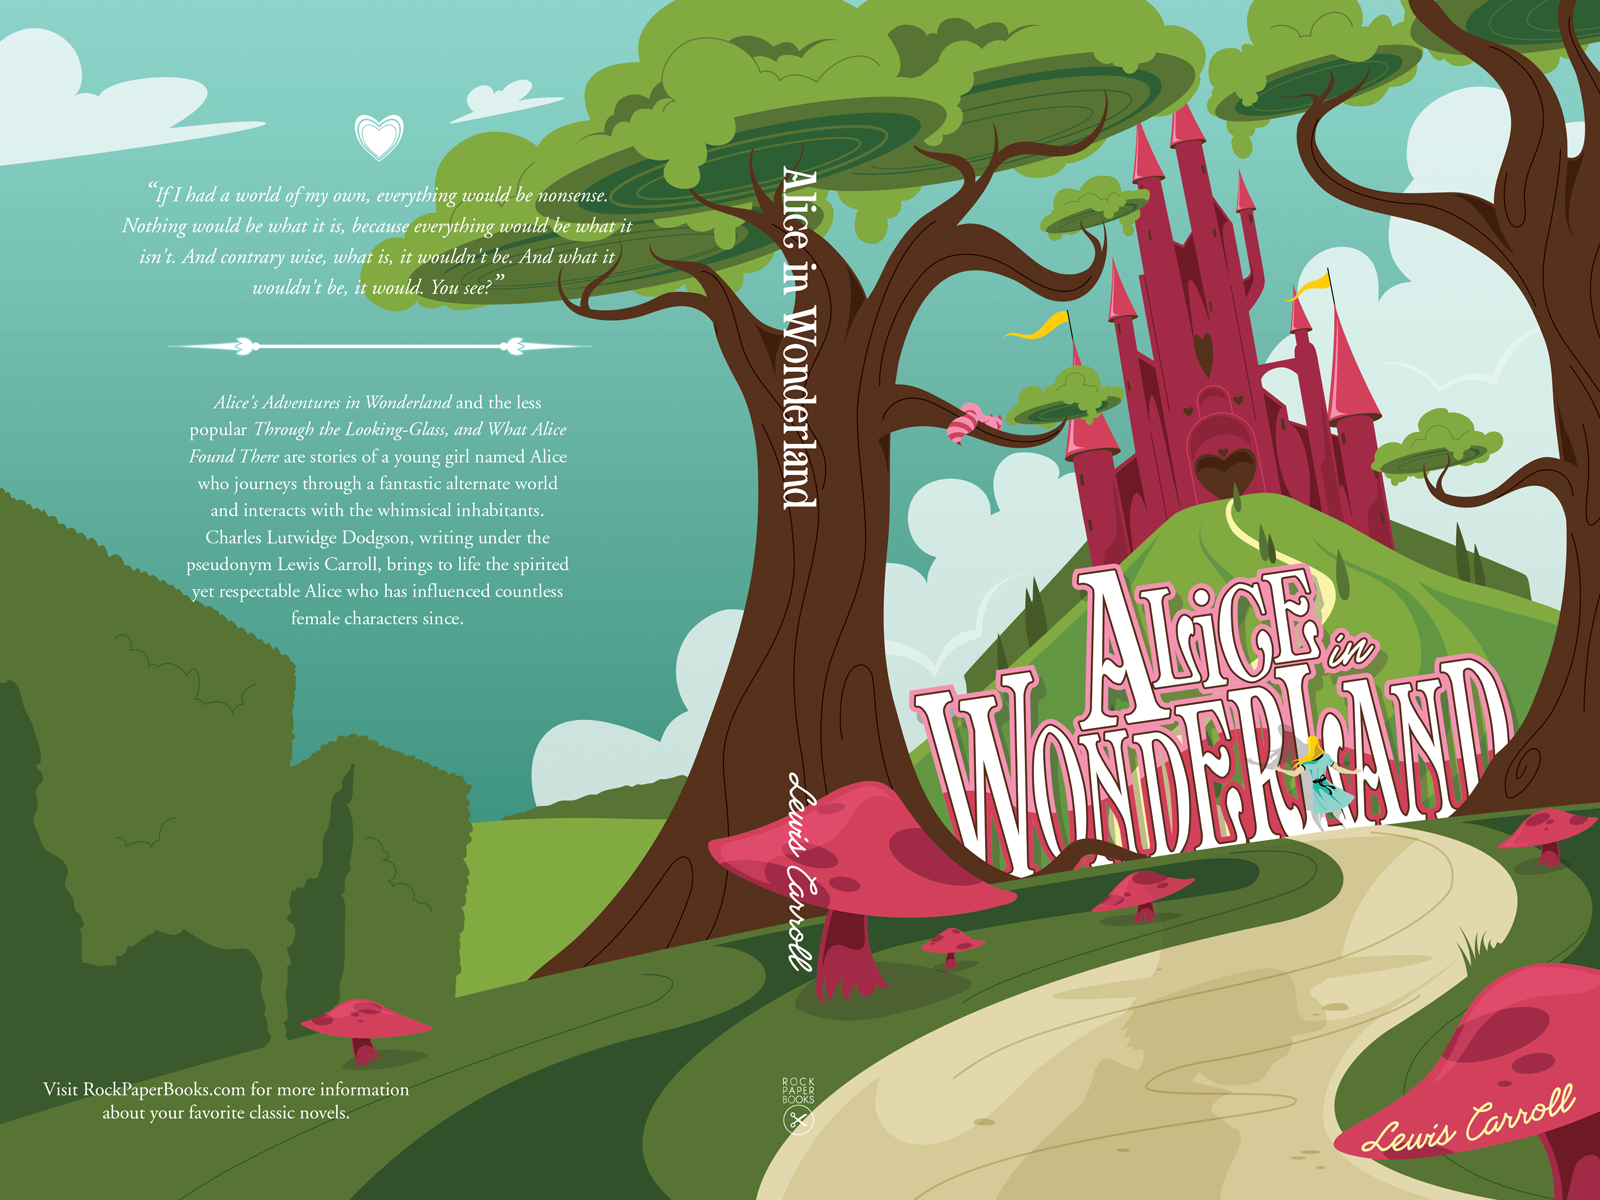 “If I had a world of my own, everything would be nonsense.
Nothing would be what it is, because everything would be what it
isn't. And contrary wise, what is, it wouldn't be. And what it
wouldn't be, it would. You see?”
Alice's Adventures in Wonderland and the less
popular Through the Looking-Glass, and What Alice
Found There are stories of a young girl named Alice
who journeys through a fantastic alternate world
and interacts with the whimsical inhabitants.
Charles Lutwidge Dodgson, writing under the
pseudonym Lewis Carroll, brings to life the spirited
yet respectable Alice who has influenced countless
female characters since.
Visit RockPaperBooks.com for more information
about your favorite classic novels.
Alice in Wonderland
Lewis Carroll
ROCK
PAPER
BOOKS
ALiCE in
WONDERLAND
Lewis Carroll